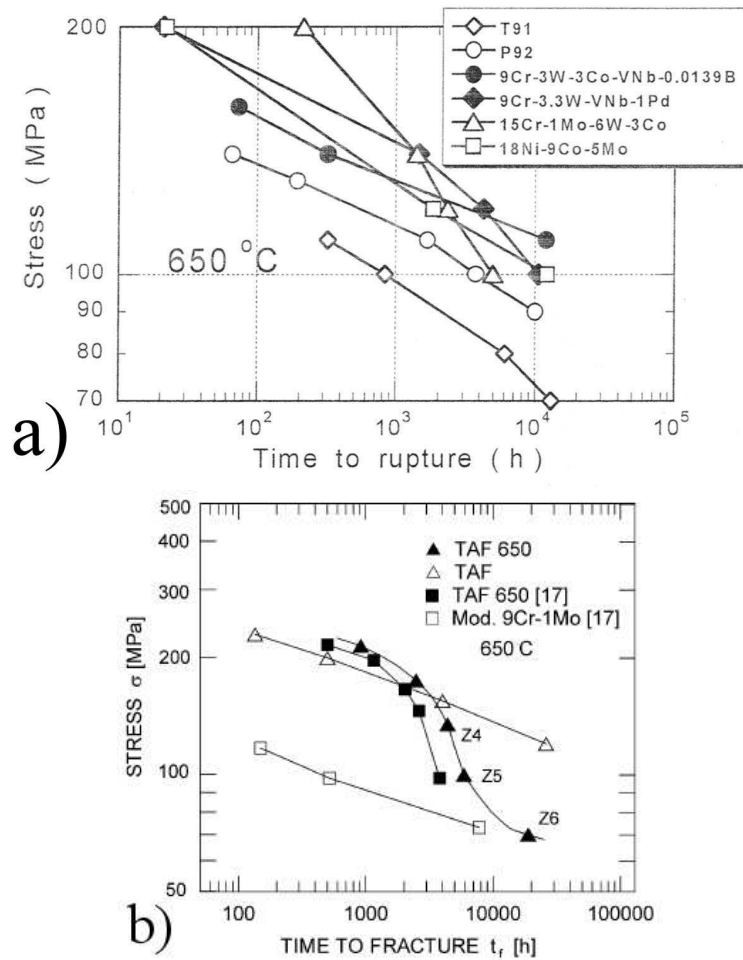 200
100
90
80
70
Stress (MPa)
650 °C
T91
P92
9Cr-3W-3Co-VNb-0.0139B
9Cr-3.3W-VNb-1Pd
15Cr-1Mo-6W-3Co
18Ni-9Co-5Mo
10¹ 10² 10³ 10⁴ 10⁵
Time to rupture (h)
a)
500
400
300
200
100
50
STRESS σ [MPa]
TAF 650
TAF
TAF 650 [17]
Mod. 9Cr-1Mo [17]
650 C
Z4
Z5
Z6
100 1000 10000 100000
TIME TO FRACTURE tf [h]
b)